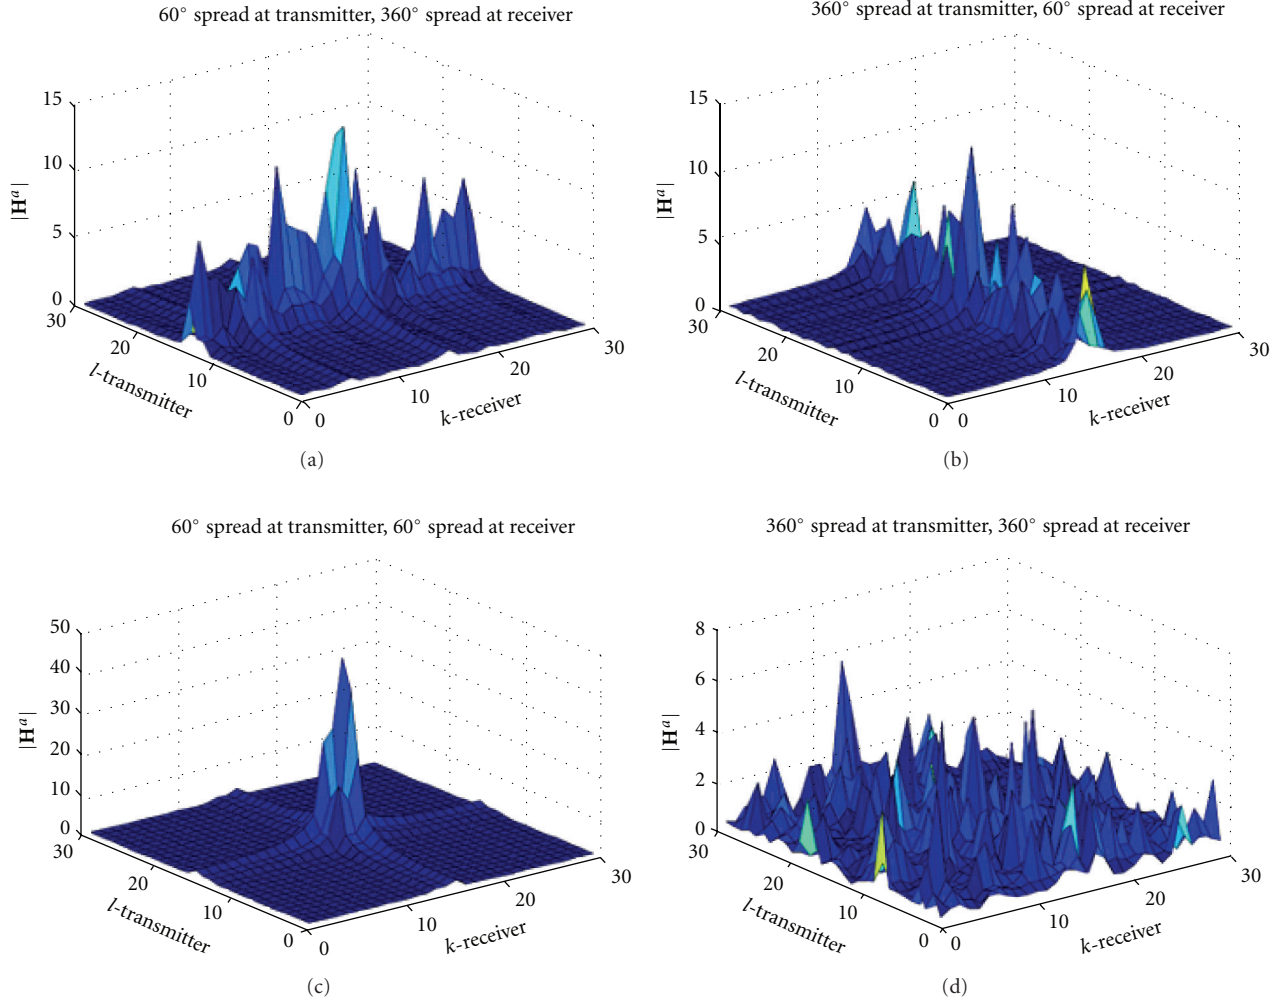 60° spread at transmitter, 360° spread at receiver
15
10
5
0
|H^a|
30
20
10
0
l-transmitter
0
10
20
30
k-receiver
(a)
360° spread at transmitter, 60° spread at receiver
15
10
5
0
|H^a|
30
20
10
0
l-transmitter
0
10
20
30
k-receiver
(b)
60° spread at transmitter, 60° spread at receiver
50
40
30
20
10
0
|H^a|
30
20
10
0
l-transmitter
0
10
20
30
k-receiver
(c)
360° spread at transmitter, 360° spread at receiver
8
6
4
2
0
|H^a|
30
20
10
0
l-transmitter
0
10
20
30
k-receiver
(d)